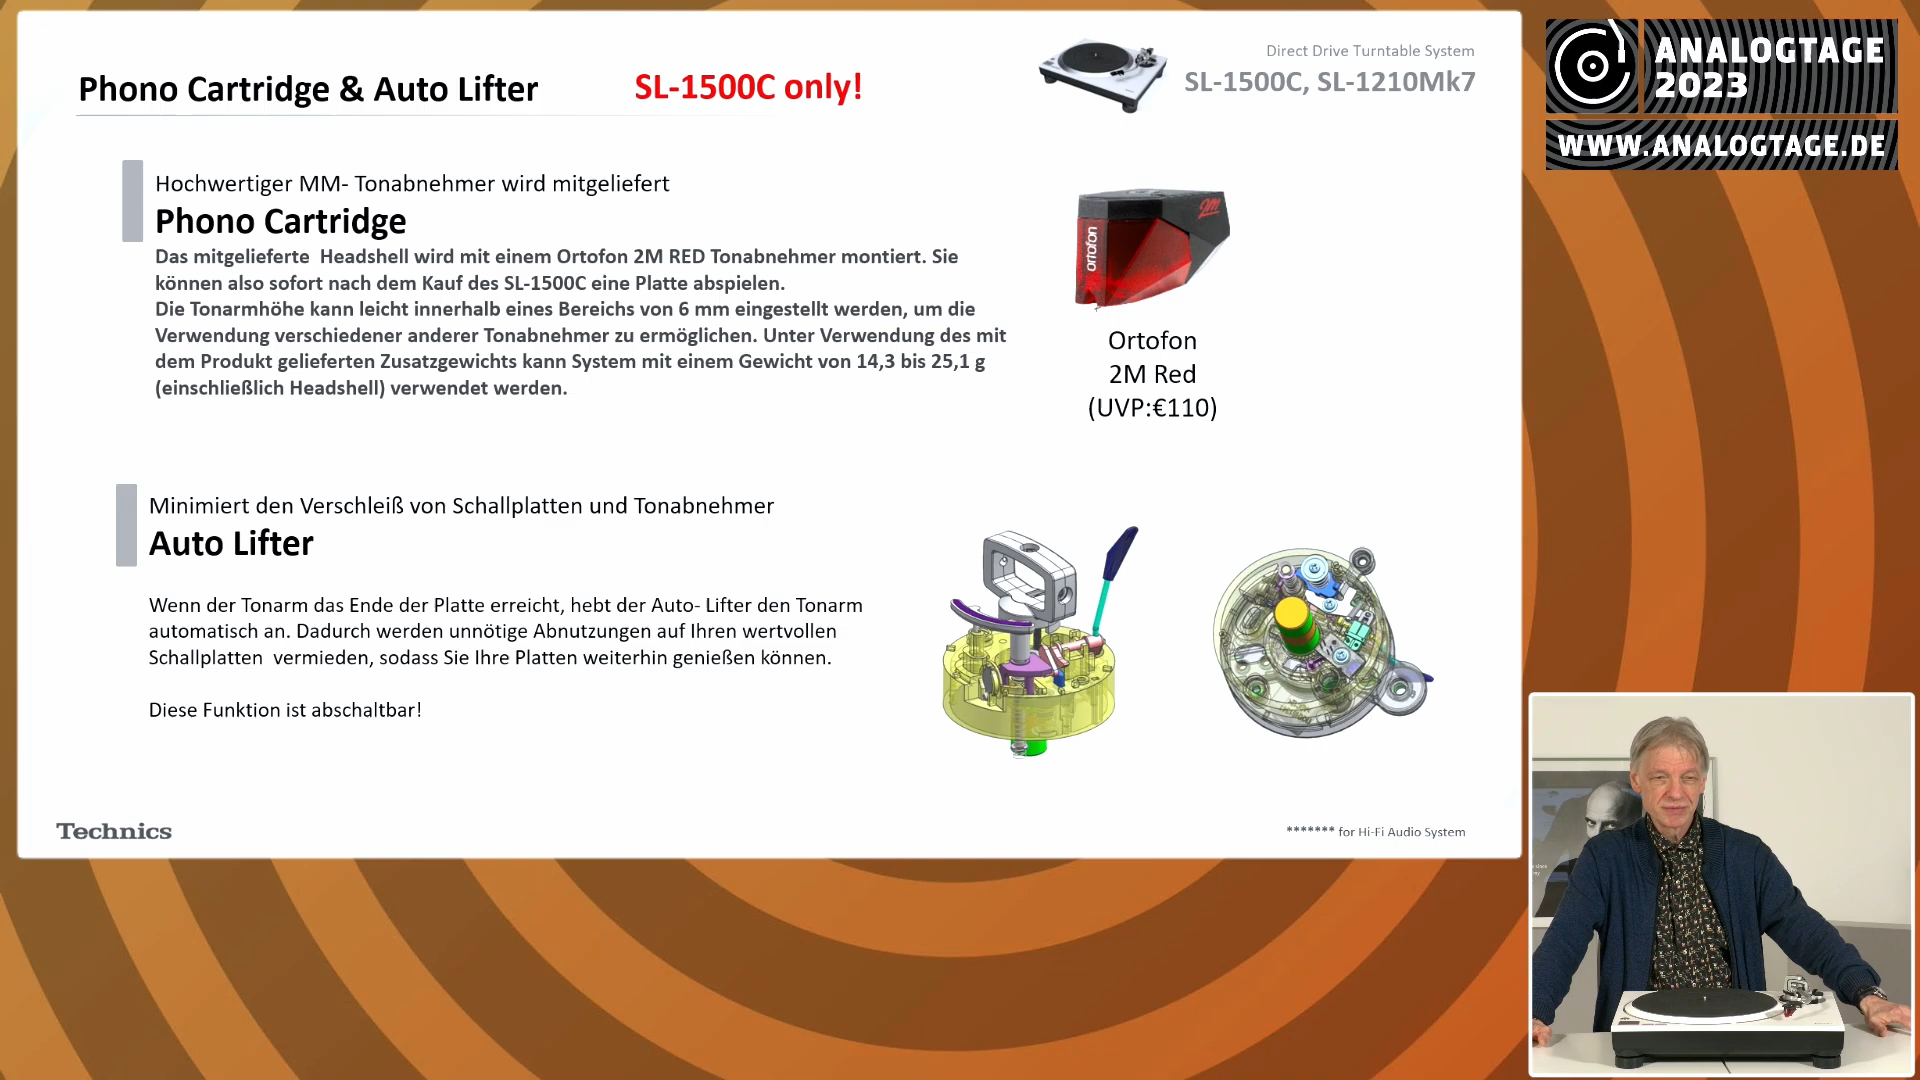 Phono Cartridge & Auto Lifter
SL-1500C only!
Direct Drive Turntable System
SL-1500C, SL-1210Mk7
ANALOGTAGE
2023
WWW.ANALOGTAGE.DE
Hochwertiger MM- Tonabnehmer wird mitgeliefert
Phono Cartridge
Das mitgelieferte  Headshell wird mit einem Ortofon 2M RED Tonabnehmer montiert. Sie
können also sofort nach dem Kauf des SL-1500C eine Platte abspielen.
Die Tonarmhöhe kann leicht innerhalb eines Bereichs von 6 mm eingestellt werden, um die
Verwendung verschiedener anderer Tonabnehmer zu ermöglichen. Unter Verwendung des mit
dem Produkt gelieferten Zusatzgewichts kann System mit einem Gewicht von 14,3 bis 25,1 g
(einschließlich Headshell) verwendet werden.
2M
ortofon
Ortofon
2M Red
(UVP:€110)
Minimiert den Verschleiß von Schallplatten und Tonabnehmer
Auto Lifter
Wenn der Tonarm das Ende der Platte erreicht, hebt der Auto- Lifter den Tonarm
automatisch an. Dadurch werden unnötige Abnutzungen auf Ihren wertvollen
Schallplatten  vermieden, sodass Sie Ihre Platten weiterhin genießen können.
Diese Funktion ist abschaltbar!
Technics
******* for Hi-Fi Audio System